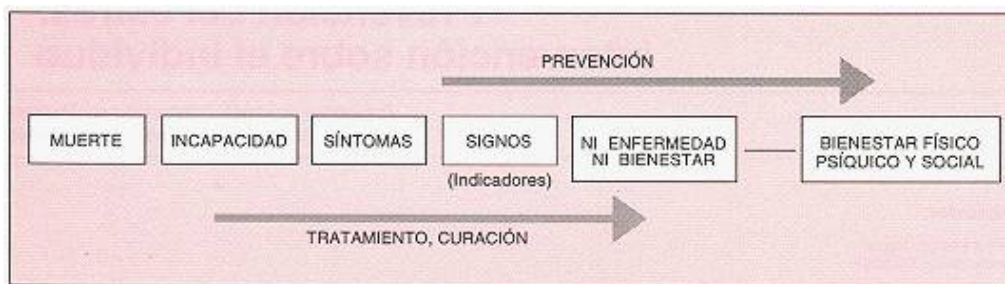 PREVENCIÓN
MUERTE
INCAPACIDAD
SÍNTOMAS
SIGNOS
(Indicadores)
NI ENFERMEDAD
NI BIENESTAR
BIENESTAR FÍSICO
PSÍQUICO Y SOCIAL
TRATAMIENTO, CURACIÓN